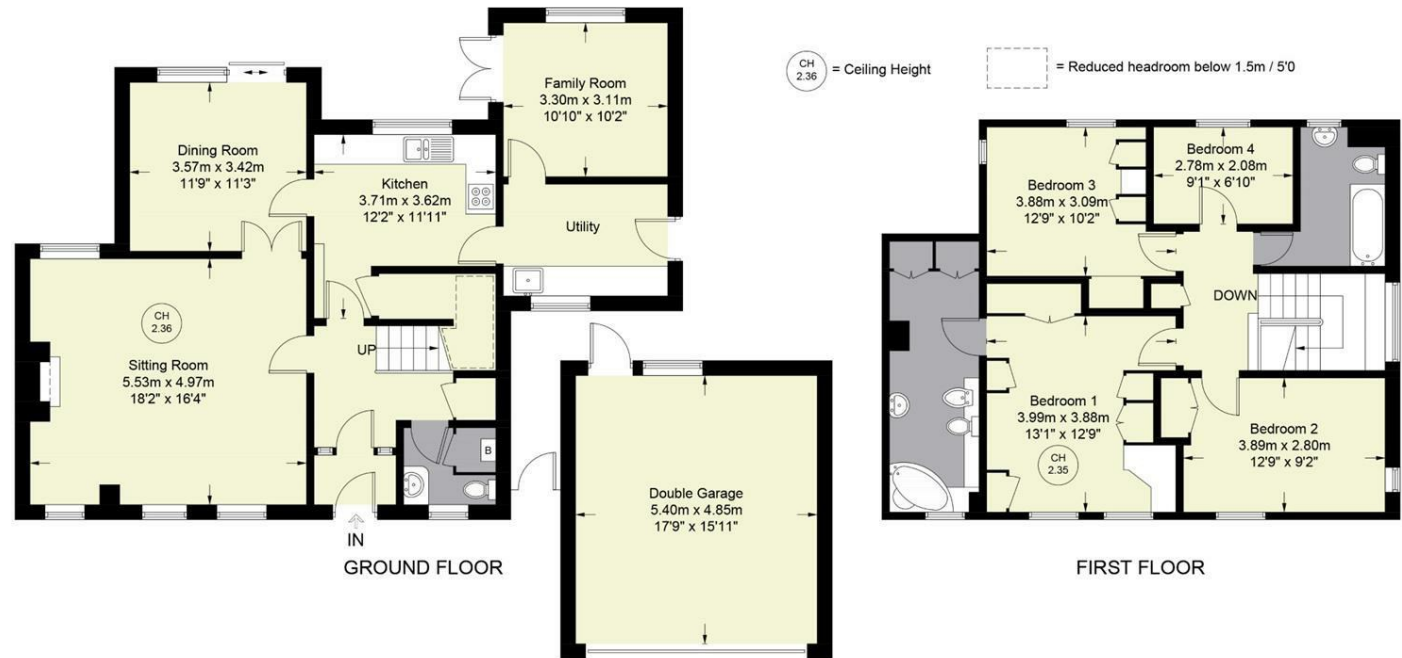 CH
2.36
= Ceiling Height
= Reduced headroom below 1.5m / 5'0
Family Room
3.30m x 3.11m
10'10" x 10'2"
Dining Room
3.57m x 3.42m
11'9" x 11'3"
Kitchen
3.71m x 3.62m
12'2" x 11'11"
Utility
CH
2.36
Sitting Room
5.53m x 4.97m
18'2" x 16'4"
UP
B
IN
GROUND FLOOR
Double Garage
5.40m x 4.85m
17'9" x 15'11"
Bedroom 3
3.88m x 3.09m
12'9" x 10'2"
Bedroom 4
2.78m x 2.08m
9'1" x 6'10"
DOWN
Bedroom 1
3.99m x 3.88m
13'1" x 12'9"
CH
2.35
Bedroom 2
3.89m x 2.80m
12'9" x 9'2"
FIRST FLOOR